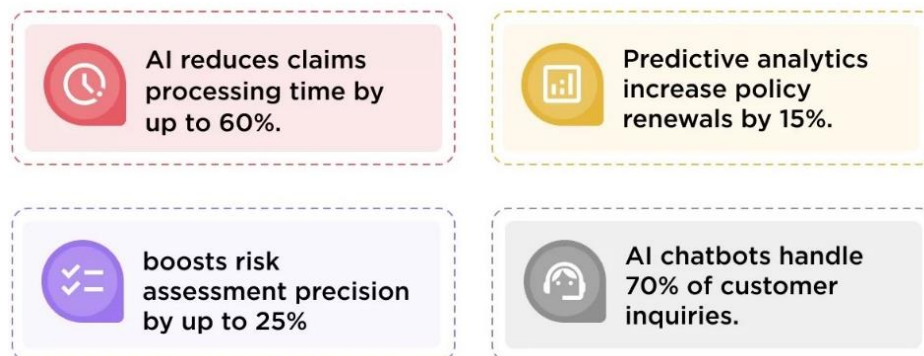 AI reduces claims
processing time by
up to 60%.
Predictive analytics
increase policy
renewals by 15%.
boosts risk
assessment precision
by up to 25%
AI chatbots handle
70% of customer
inquiries.